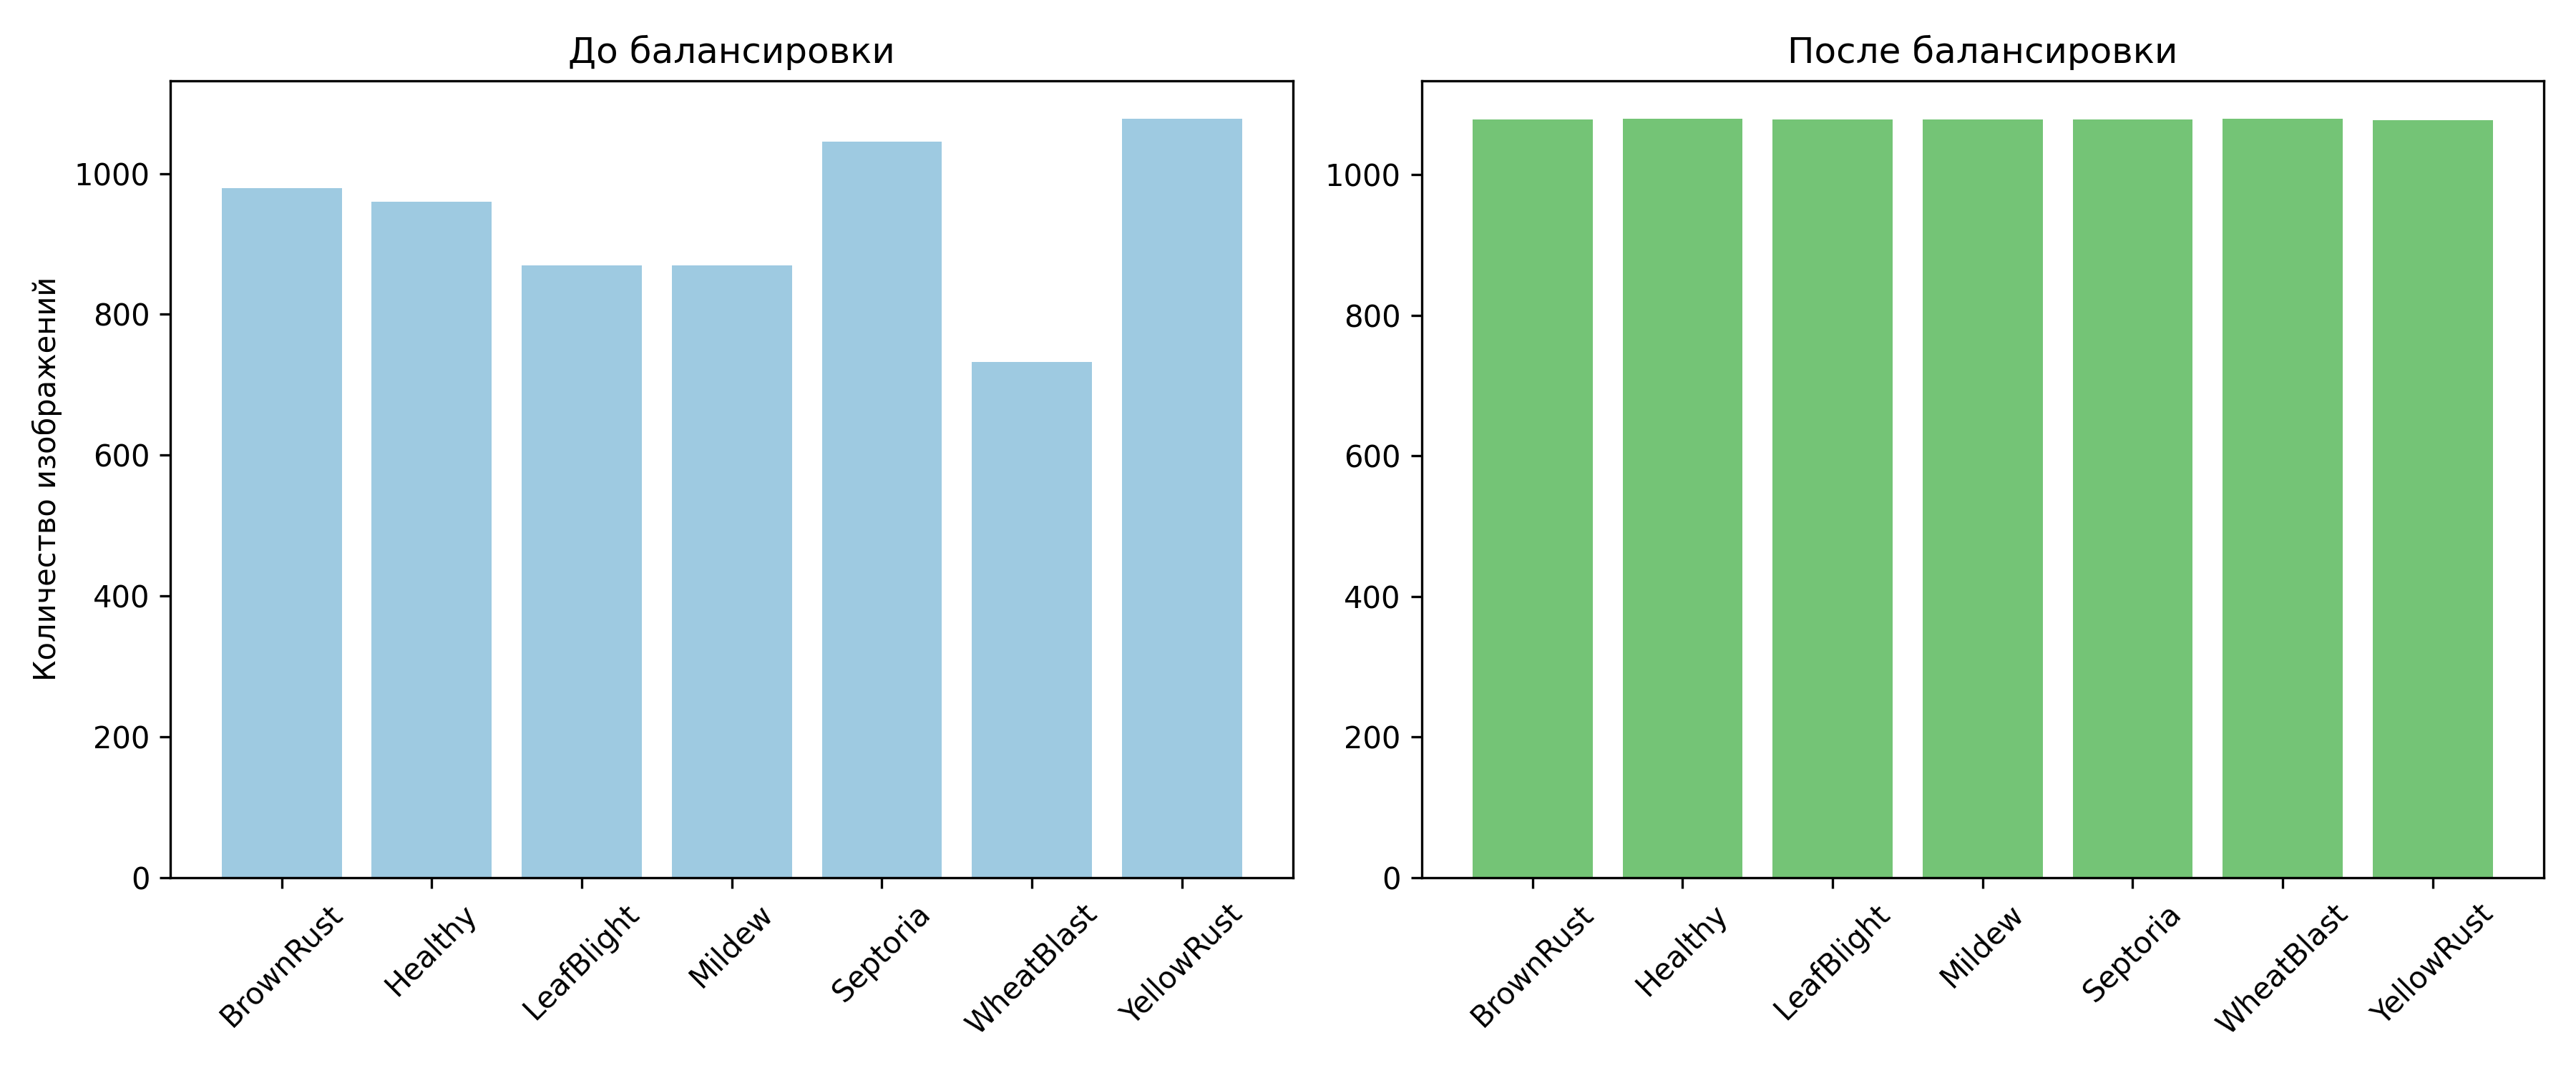 До балансировки
Количество изображений
1000
800
600
400
200
0
BrownRust
Healthy
LeafBlight
Mildew
Septoria
WheatBlast
YellowRust
После балансировки
1000
800
600
400
200
0
BrownRust
Healthy
LeafBlight
Mildew
Septoria
WheatBlast
YellowRust